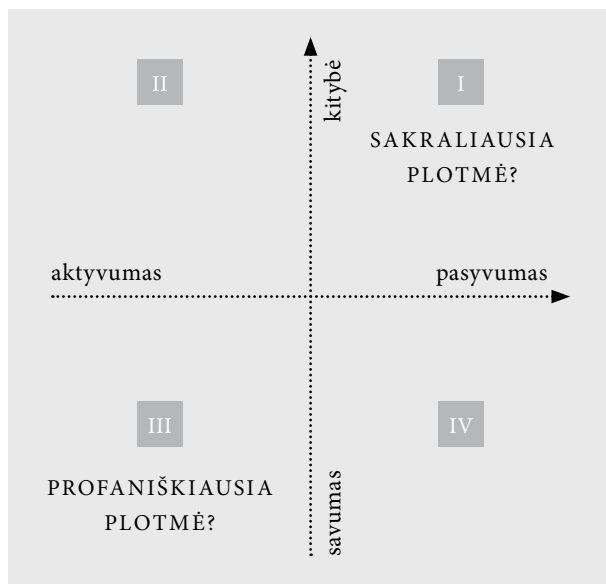 II
I
kitybė
SAKRALIAUSIA
PLOTMĖ?
aktyvumas
pasyvumas
III
IV
PROFANIŠKIAUSIA
PLOTMĖ?
savumas